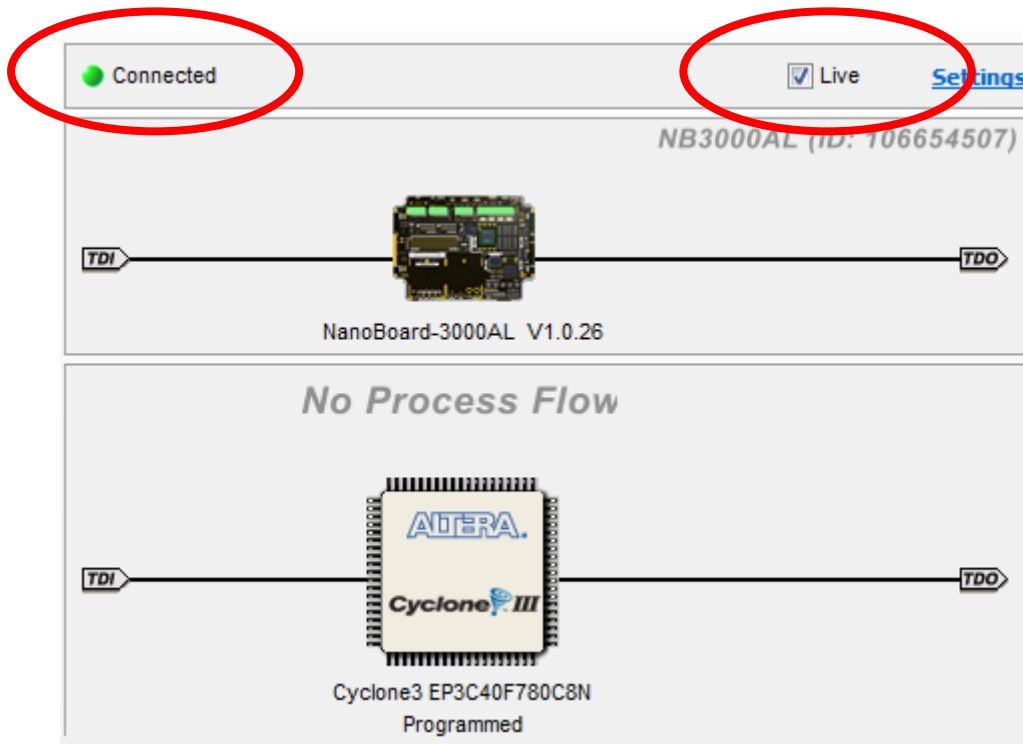 Connected
Live
Settings
NB3000AL (ID: 106654507)
TDI
TDO
NanoBoard-3000AL V1.0.26
No Process Flow
ALTERA.
Cyclone III
TDI
TDO
Cyclone3 EP3C40F780C8N
Programmed